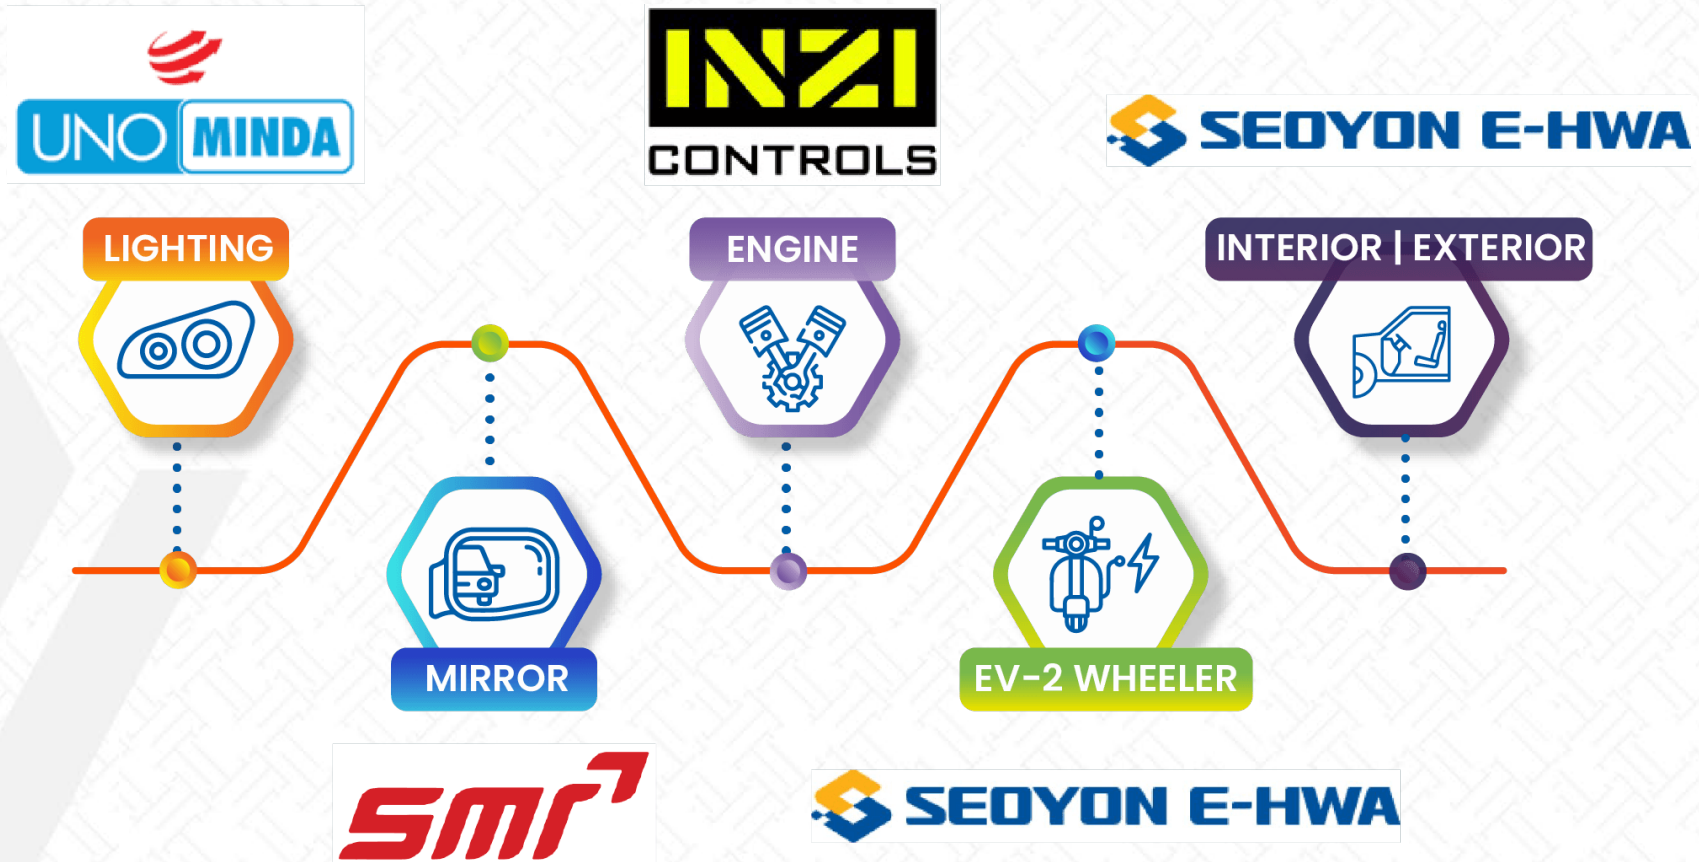 UNO MINDA
INZI
CONTROLS
SEOYON E-HWA
LIGHTING
ENGINE
INTERIOR | EXTERIOR
MIRROR
EV-2 WHEELER
smr
SEOYON E-HWA